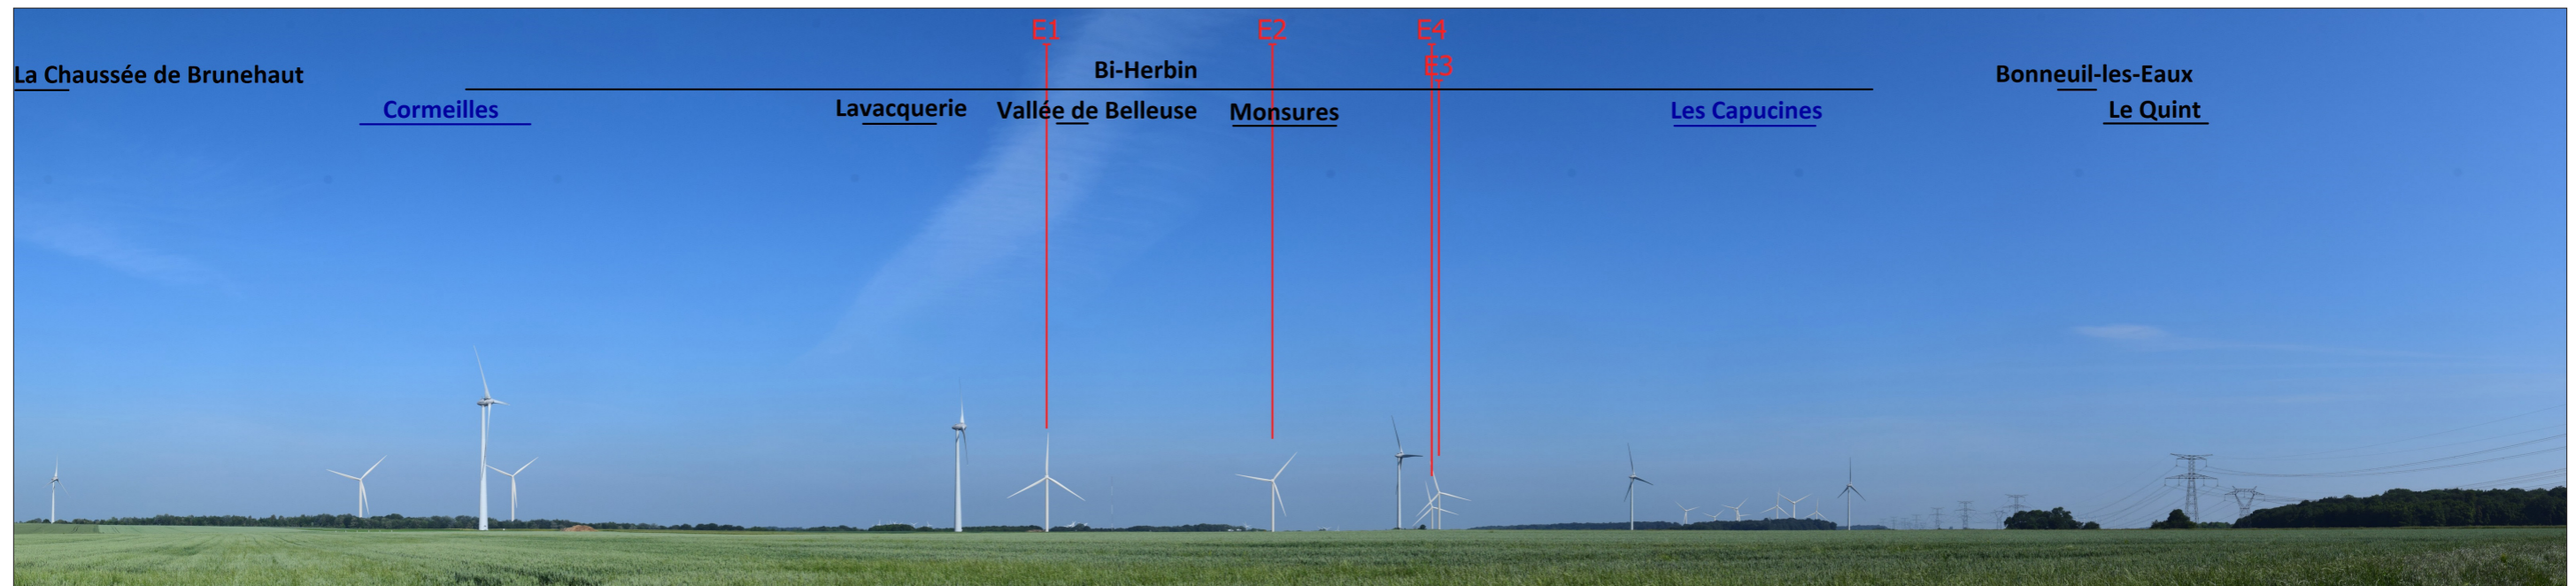 E1
E2
E4
E3
La Chaussée de Brunehaut
Bi-Herbin
Bonneuil-les-Eaux
Cormeilles
Lavacquerie
Vallée de Belleuse
Monsures
Les Capucines
Le Quint